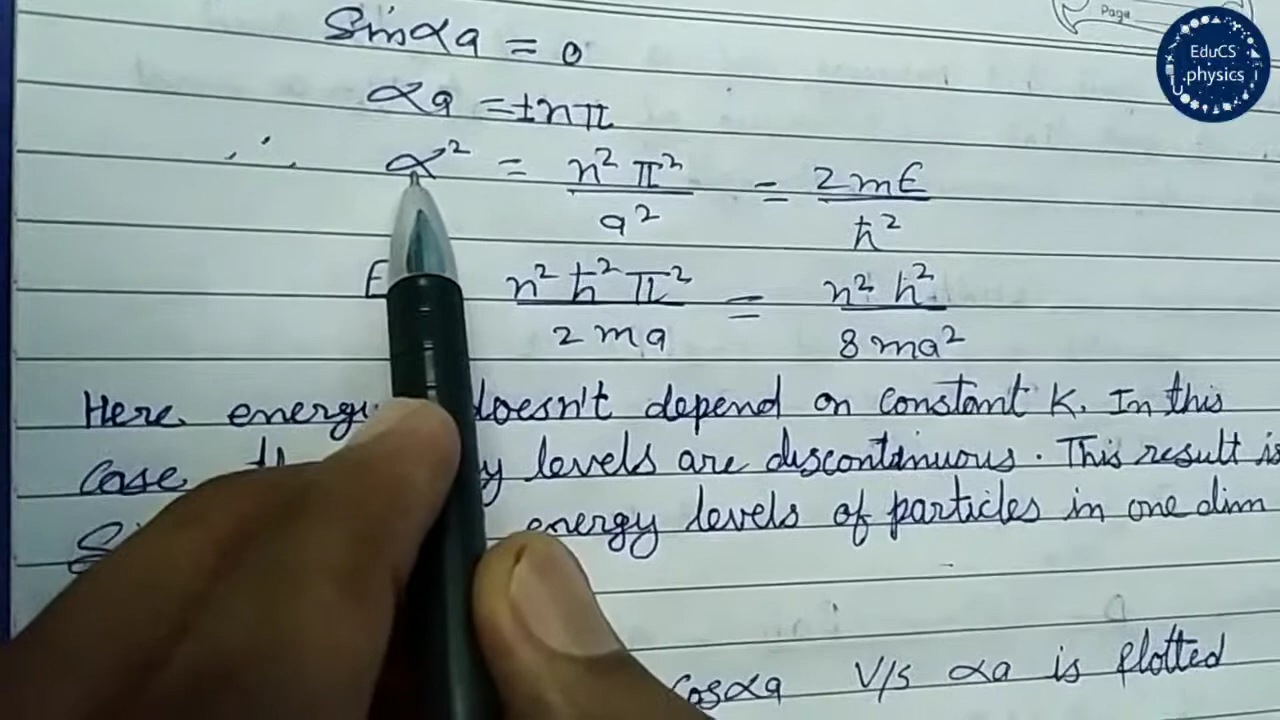 Page
EduCS
physics
Sinαa = 0
αa = ±nπ
∴ α² = n²π²/a² = 2mE/ħ²
E n²ħ²π²/2ma = n²h²/8ma²
Here doesn't depend on constant K. In this
Case levels are discontinuous. This result is
energy levels of particles in one dim
cosαa V/s αa is plotted